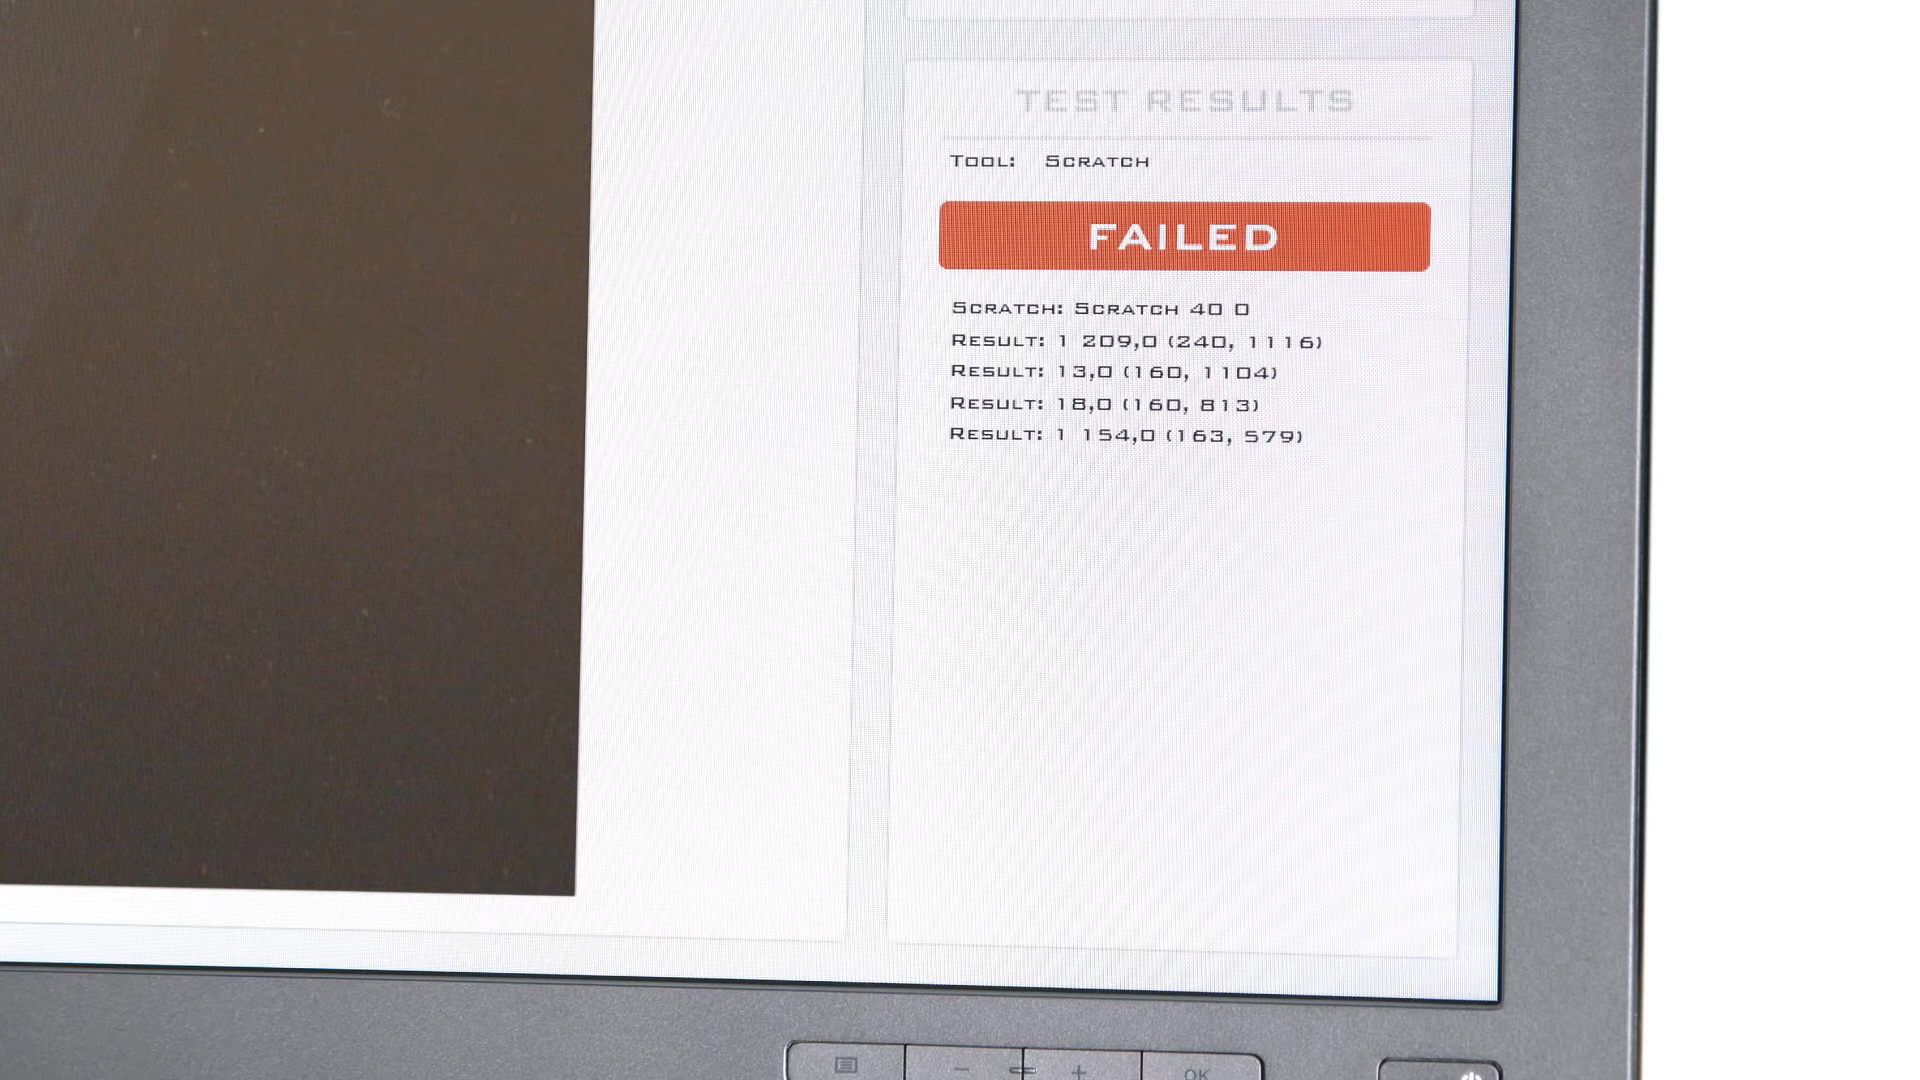 TEST RESULTS
TOOL: SCRATCH
FAILED
SCRATCH: SCRATCH 40 0
RESULT: 1 209,0 (240, 1116)
RESULT: 13,0 (160, 1104)
RESULT: 18,0 (160, 813)
RESULT: 1 154,0 (163, 579)
− + OK